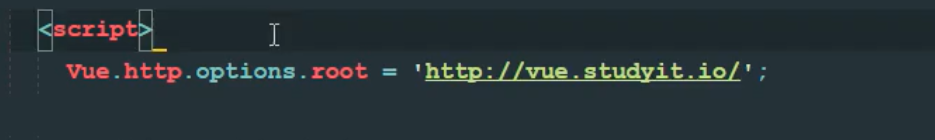 <script>
Vue.http.options.root = 'http://vue.studyit.io/';